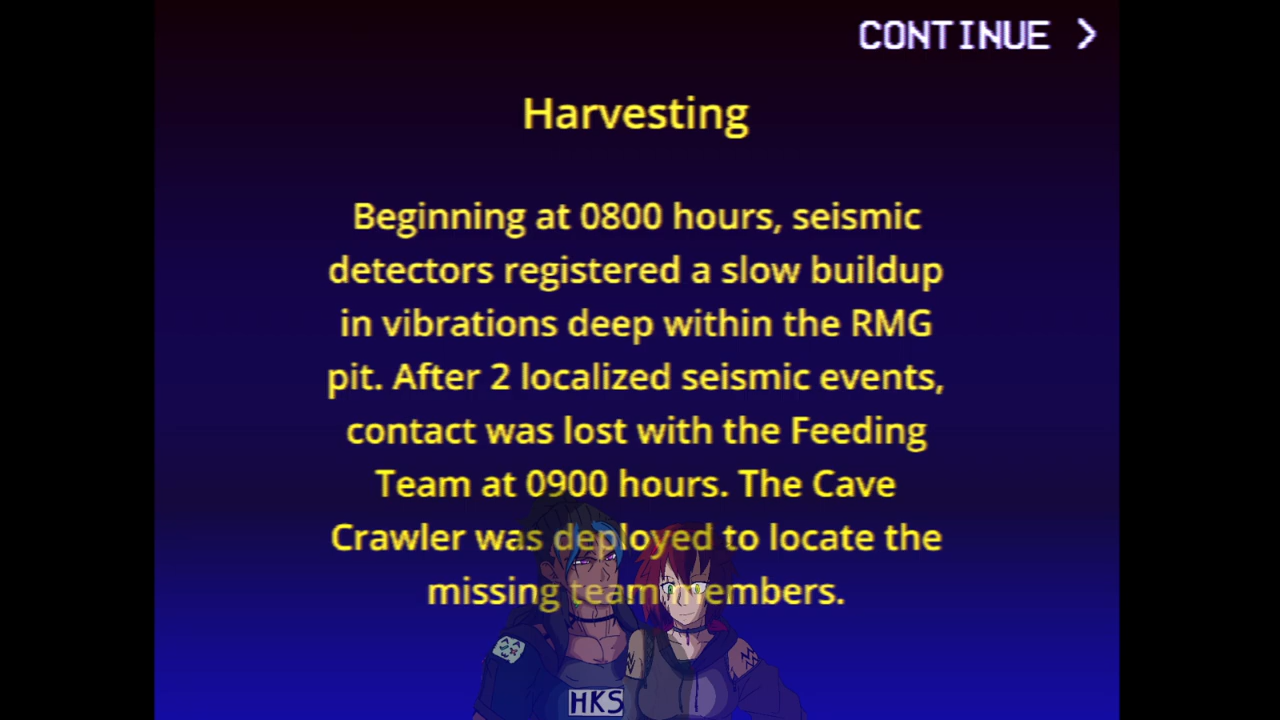 CONTINUE >
Harvesting
Beginning at 0800 hours, seismic
detectors registered a slow buildup
in vibrations deep within the RMG
pit. After 2 localized seismic events,
contact was lost with the Feeding
Team at 0900 hours. The Cave
Crawler was deployed to locate the
missing team members.
HKS